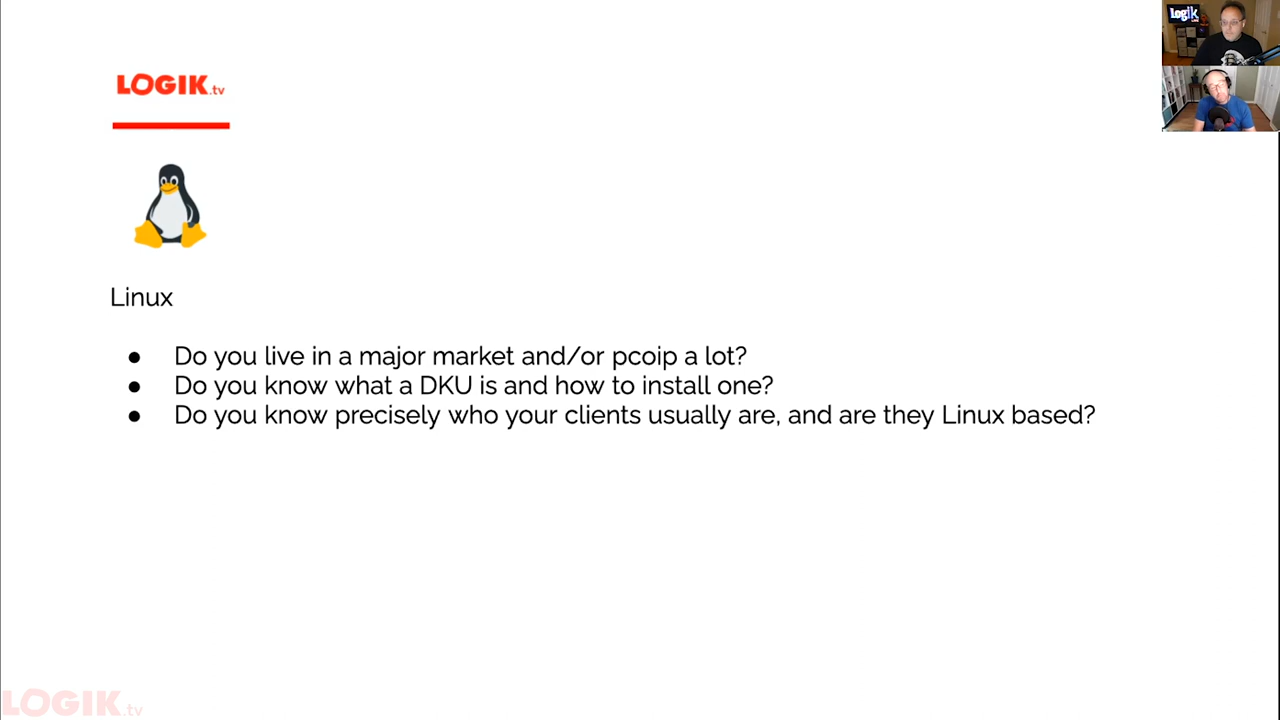 LOGIK.tv
Logik
Linux
● Do you live in a major market and/or pcoip a lot?
● Do you know what a DKU is and how to install one?
● Do you know precisely who your clients usually are, and are they Linux based?
LOGIK.tv